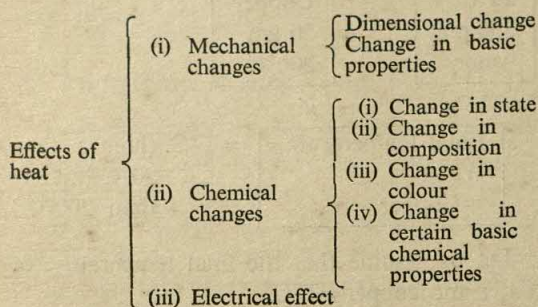 Effects of
heat
(i) Mechanical
changes
Dimensional change
Change in basic
properties
(ii) Chemical
changes
(i) Change in state
(ii) Change in
composition
(iii) Change in
colour
(iv) Change in
certain basic
chemical
properties
(iii) Electrical effect